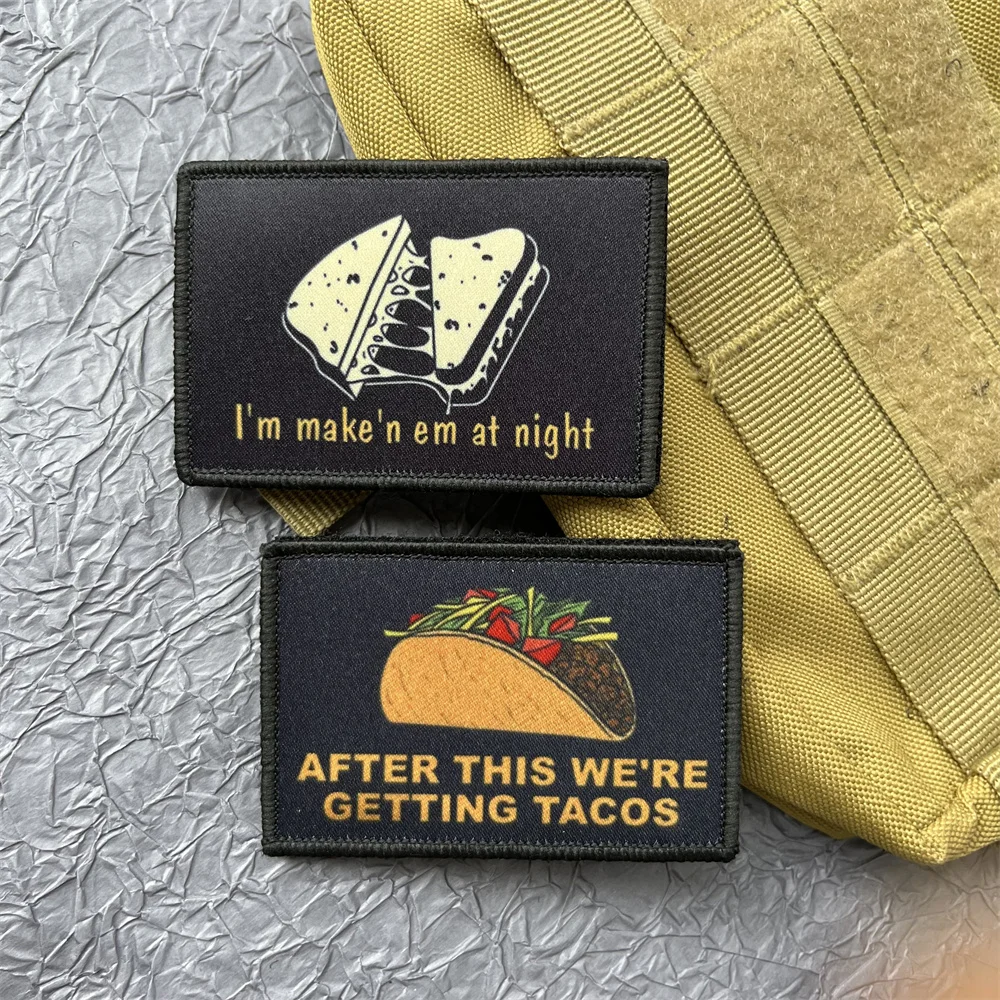 I'm make'n em at night
AFTER THIS WE'RE
GETTING TACOS